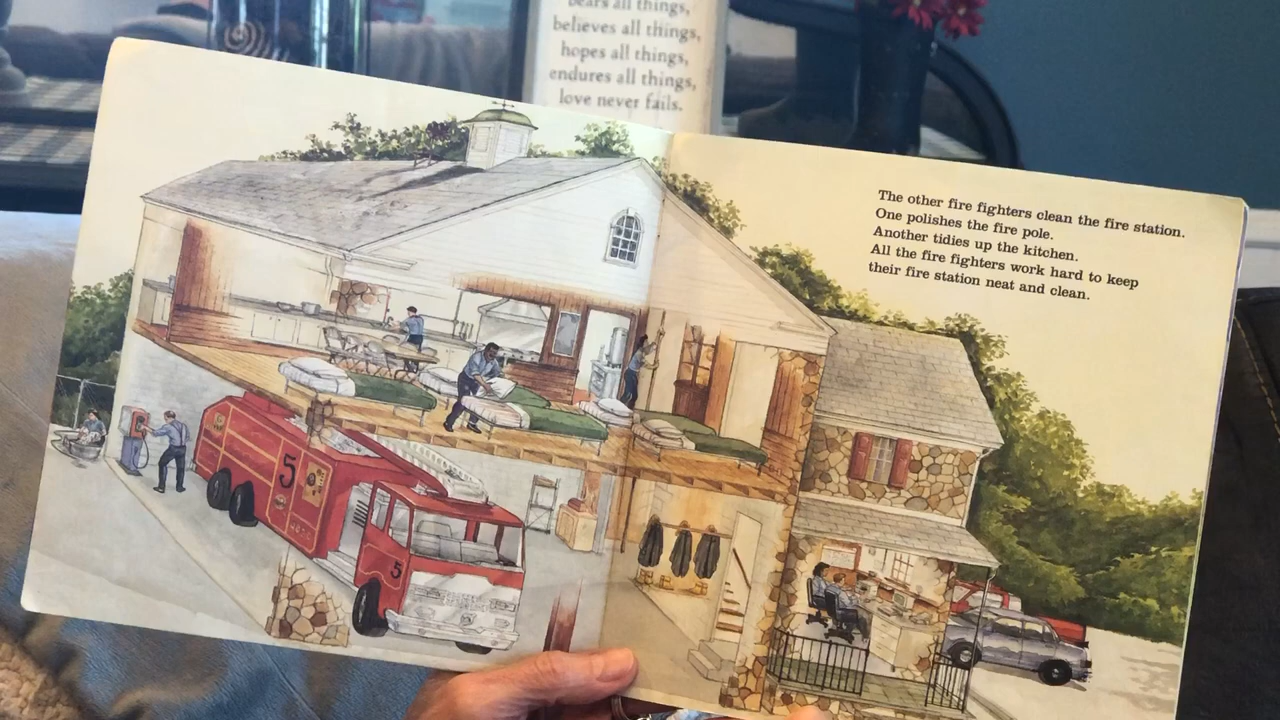 bears all things,
believes all things,
hopes all things,
endures all things,
love never fails.
The other fire fighters clean the fire station.
One polishes the fire pole.
Another tidies up the kitchen.
All the fire fighters work hard to keep
their fire station neat and clean.
5
5